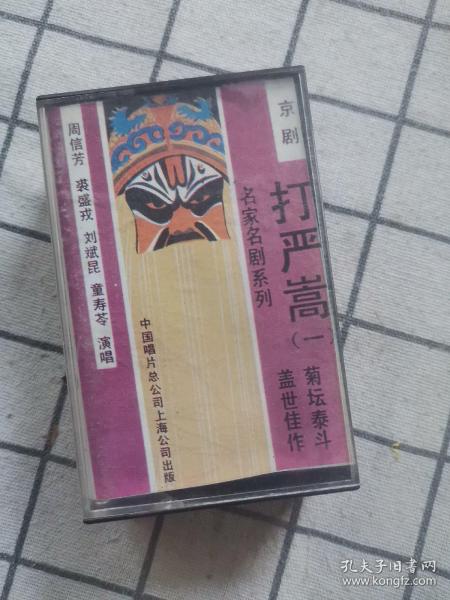 京剧
打严嵩
（一）
名家名剧系列
菊坛泰斗
盖世佳作
周信芳 裘盛戎 刘斌昆 童寿苓 演唱
中国唱片总公司上海公司出版
孔夫子旧书网
www.kongfz.com